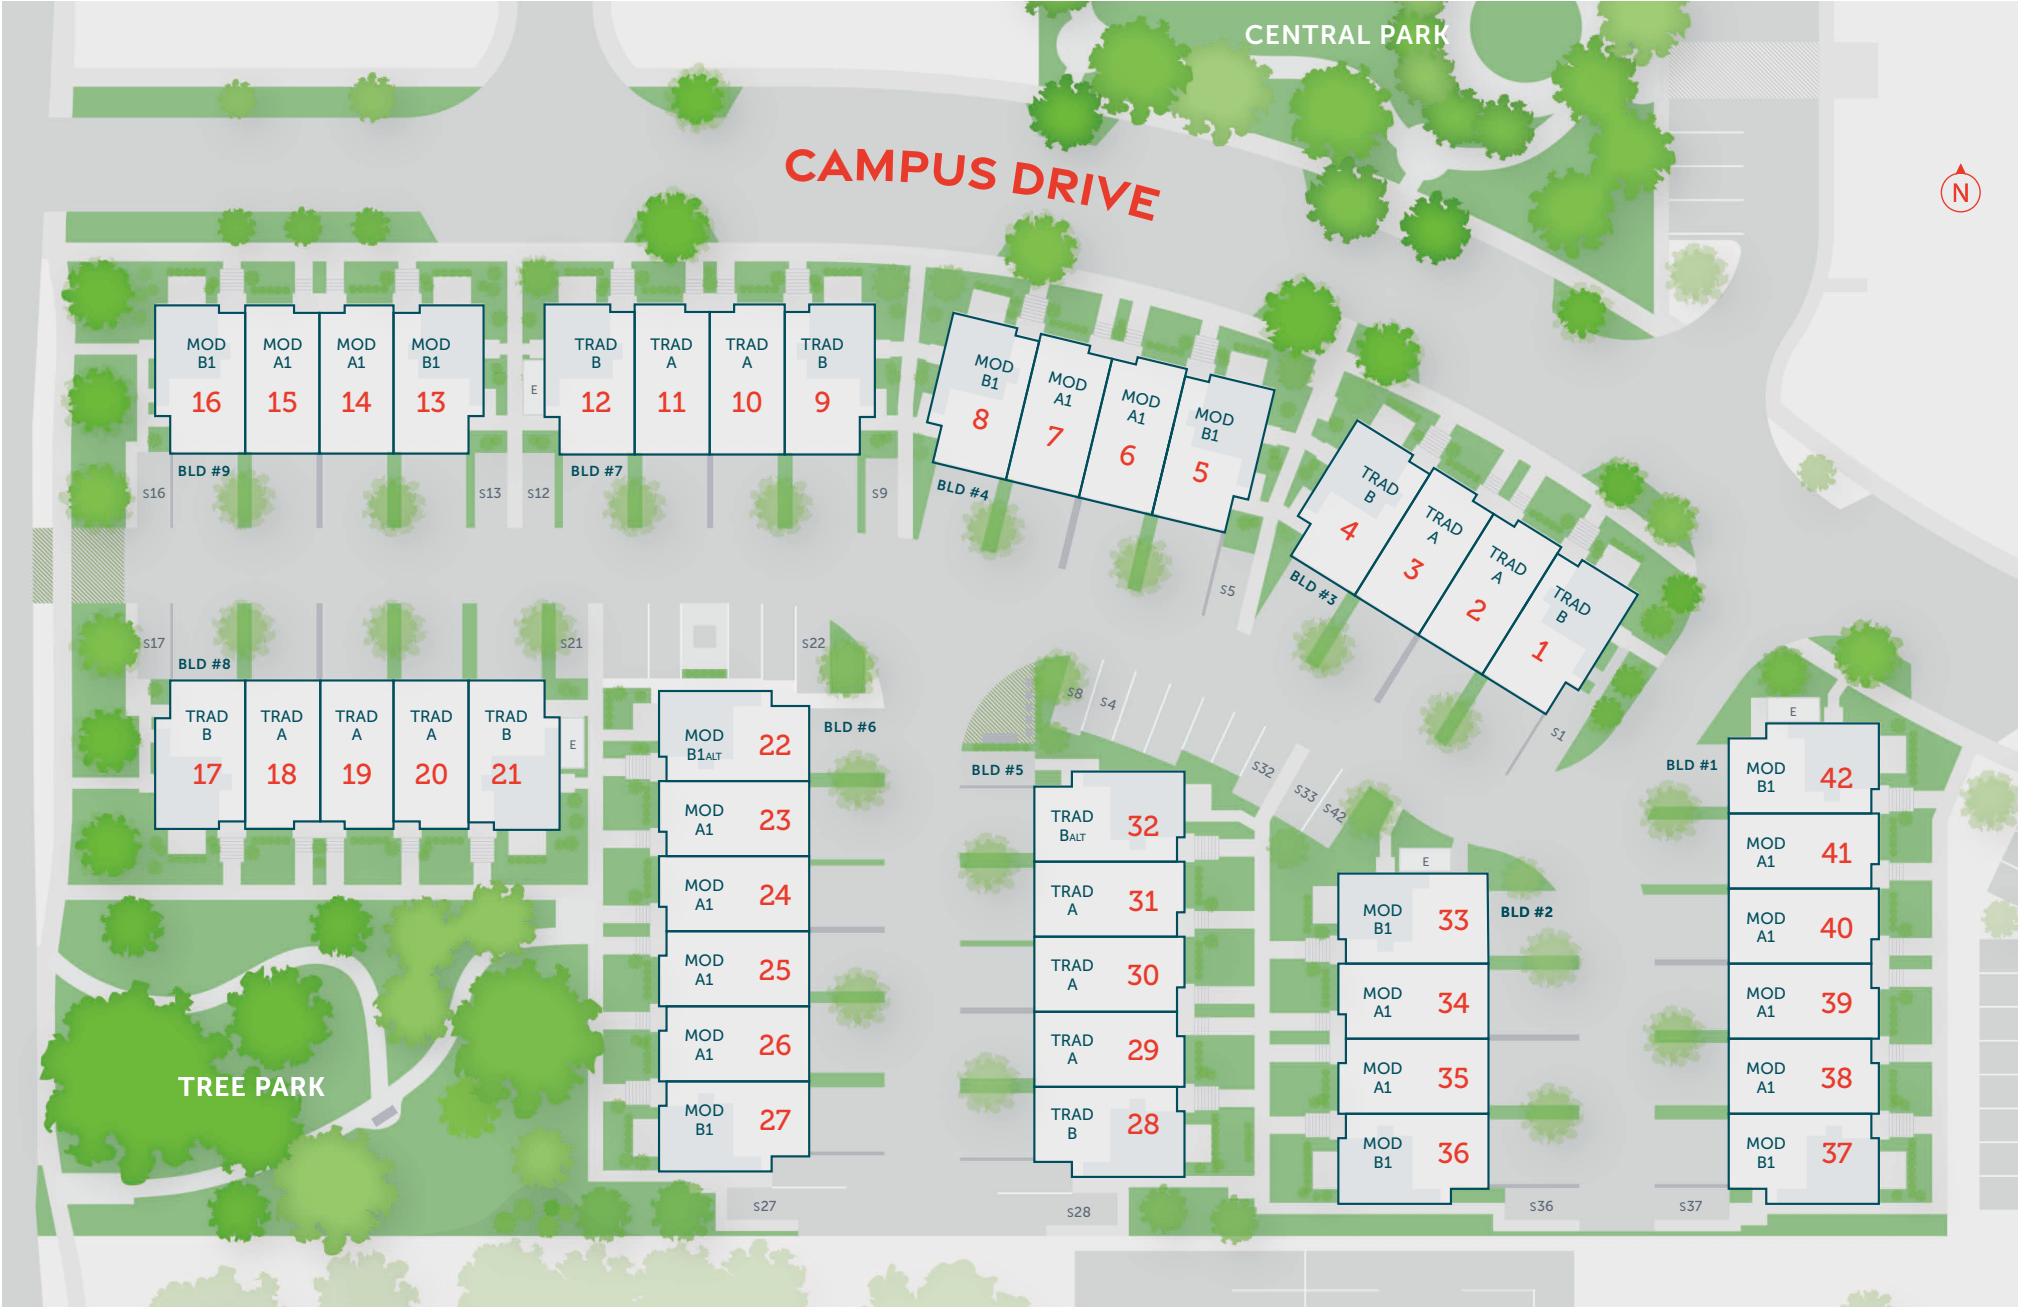 CENTRAL PARK
CAMPUS DRIVE
N
MOD
B1
16
MOD
A1
15
MOD
A1
14
MOD
B1
13
BLD #9
s16
s13
E
TRAD
B
12
TRAD
A
11
TRAD
A
10
TRAD
B
9
BLD #7
s12
s9
MOD
B1
8
MOD
A1
7
MOD
A1
6
MOD
B1
5
BLD #4
s5
TRAD
B
4
TRAD
A
3
TRAD
A
2
TRAD
B
1
BLD #3
s1
s17
BLD #8
s21
TRAD
B
17
TRAD
A
18
TRAD
A
19
TRAD
A
20
TRAD
B
21
E
s22
BLD #6
MOD
B1ALT
22
MOD
A1
23
MOD
A1
24
MOD
A1
25
MOD
A1
26
MOD
B1
27
s27
s8
s4
s32
s33
s42
BLD #5
TRAD
BALT
32
TRAD
A
31
TRAD
A
30
TRAD
A
29
TRAD
B
28
s28
E
BLD #2
MOD
B1
33
MOD
A1
34
MOD
A1
35
MOD
B1
36
s36
E
BLD #1
MOD
B1
42
MOD
A1
41
MOD
A1
40
MOD
A1
39
MOD
A1
38
MOD
B1
37
s37
TREE PARK